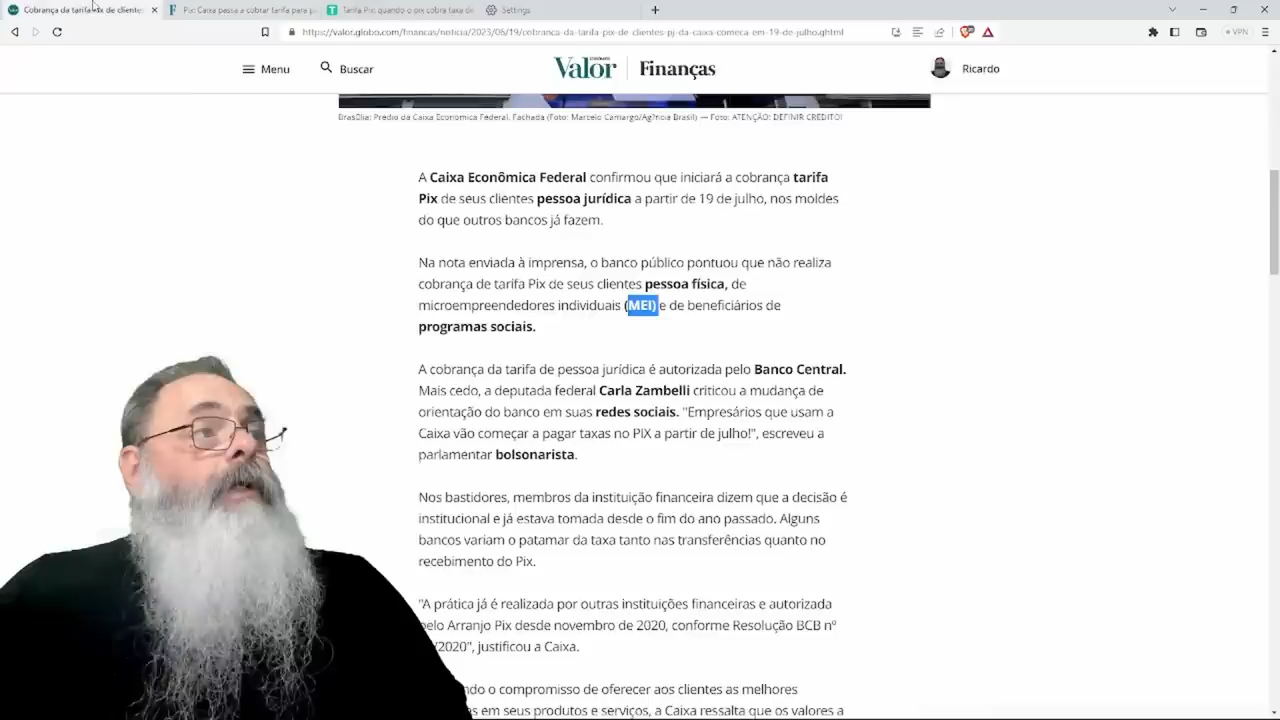 Cobrança da tarifa Pix de clientes
Pix: Caixa passa a cobrar tarifa para p
Tarifa Pix: quando o pix cobra taxa de
Settings
https://valor.globo.com/financas/noticia/2023/06/19/cobranca-da-tarifa-pix-de-clientes-pj-da-caixa-comeca-em-19-de-julho.ghtml
VPN
Menu
Buscar
Valor
Finanças
Ricardo
Brasília: Prédio da Caixa Econômica Federal. Fachada (Foto: Marcelo Camargo/Ag?ncia Brasil) — Foto: ATENÇÃO: DEFINIR CREDITO!
A Caixa Econômica Federal confirmou que iniciará a cobrança tarifa
Pix de seus clientes pessoa jurídica a partir de 19 de julho, nos moldes
do que outros bancos já fazem.
Na nota enviada à imprensa, o banco público pontuou que não realiza
cobrança de tarifa Pix de seus clientes pessoa física, de
microempreendedores individuais (MEI) e de beneficiários de
programas sociais.
A cobrança da tarifa de pessoa jurídica é autorizada pelo Banco Central.
Mais cedo, a deputada federal Carla Zambelli criticou a mudança de
orientação do banco em suas redes sociais. "Empresários que usam a
Caixa vão começar a pagar taxas no PIX a partir de julho!", escreveu a
parlamentar bolsonarista.
Nos bastidores, membros da instituição financeira dizem que a decisão é
institucional e já estava tomada desde o fim do ano passado. Alguns
bancos variam o patamar da taxa tanto nas transferências quanto no
recebimento do Pix.
"A prática já é realizada por outras instituições financeiras e autorizada
pelo Arranjo Pix desde novembro de 2020, conforme Resolução BCB nº
/2020", justificou a Caixa.
ndo o compromisso de oferecer aos clientes as melhores
s em seus produtos e serviços, a Caixa ressalta que os valores a